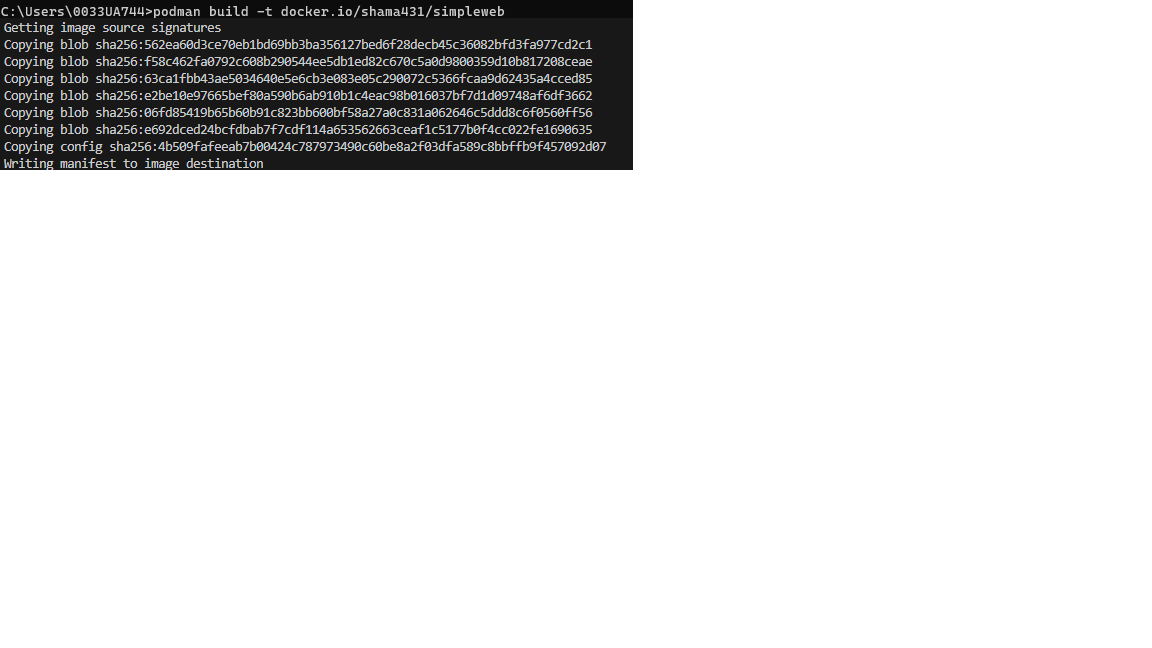 C:\Users\0033UA744>podman build -t docker.io/shama431/simpleweb
Getting image source signatures
Copying blob sha256:562ea60d3ce70eb1bd69bb3ba356127bed6f28decb45c36082bfd3fa977cd2c1
Copying blob sha256:f58c462fa0792c608b290544ee5db1ed82c670c5a0d9800359d10b817208ceae
Copying blob sha256:63ca1fbb43ae5034640e5e6cb3e083e05c290072c5366fcaa9d62435a4cced85
Copying blob sha256:e2be10e97665bef80a590b6ab910b1c4eac98b016037bf7d1d09748af6df3662
Copying blob sha256:06fd85419b65b60b91c823bb600bf58a27a0c831a062646c5ddd8c6f0560ff56
Copying blob sha256:e692dced24bcfdbab7f7cdf114a653562663ceaf1c5177b0f4cc022fe1690635
Copying config sha256:4b509fafeeab7b00424c787973490c60be8a2f03dfa589c8bbffb9f457092d07
Writing manifest to image destination